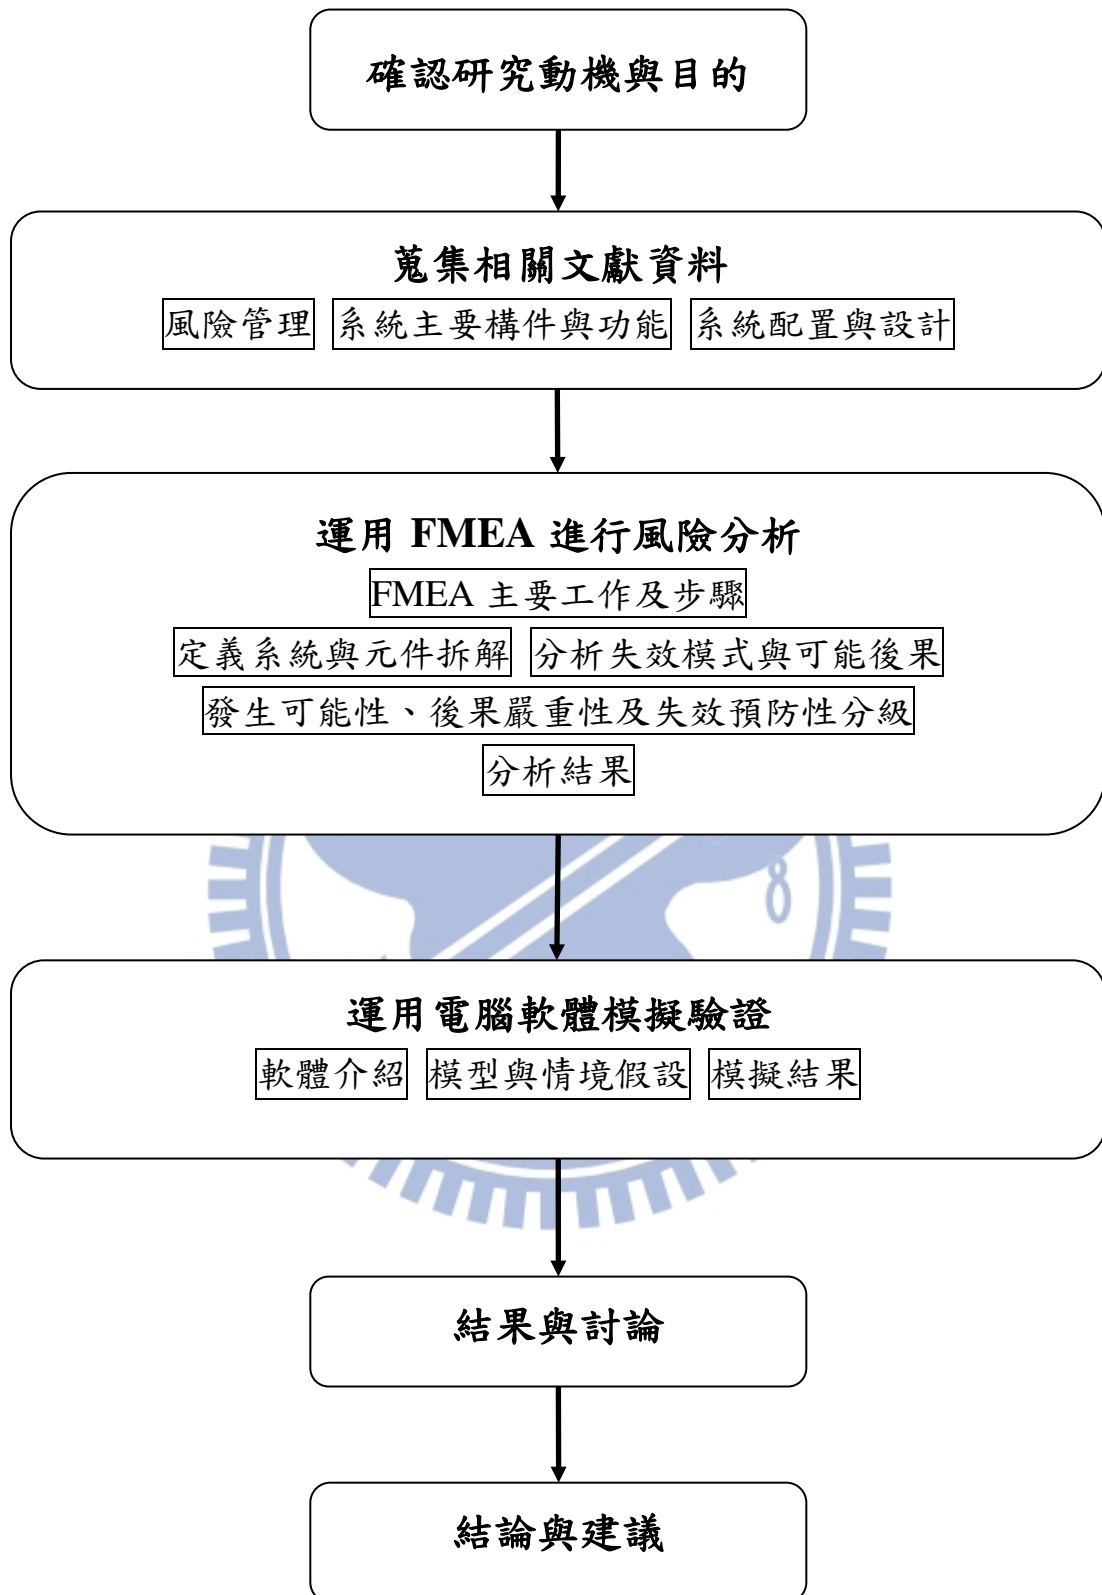 確認研究動機與目的
蒐集相關文獻資料
風險管理 系統主要構件與功能 系統配置與設計
運用 FMEA 進行風險分析
FMEA 主要工作及步驟
定義系統與元件拆解 分析失效模式與可能後果
發生可能性、後果嚴重性及失效預防性分級
分析結果
8
運用電腦軟體模擬驗證
軟體介紹 模型與情境假設 模擬結果
結果與討論
結論與建議